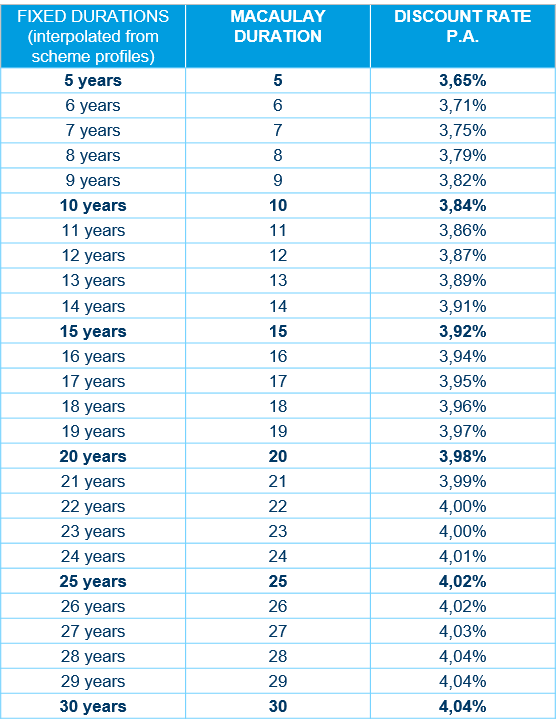 FIXED DURATIONS (interpolated from scheme profiles) MACAULAY DURATION DISCOUNT RATE P.A.
5 years 5 3,65%
6 years 6 3,71%
7 years 7 3,75%
8 years 8 3,79%
9 years 9 3,82%
10 years 10 3,84%
11 years 11 3,86%
12 years 12 3,87%
13 years 13 3,89%
14 years 14 3,91%
15 years 15 3,92%
16 years 16 3,94%
17 years 17 3,95%
18 years 18 3,96%
19 years 19 3,97%
20 years 20 3,98%
21 years 21 3,99%
22 years 22 4,00%
23 years 23 4,00%
24 years 24 4,01%
25 years 25 4,02%
26 years 26 4,02%
27 years 27 4,03%
28 years 28 4,04%
29 years 29 4,04%
30 years 30 4,04%